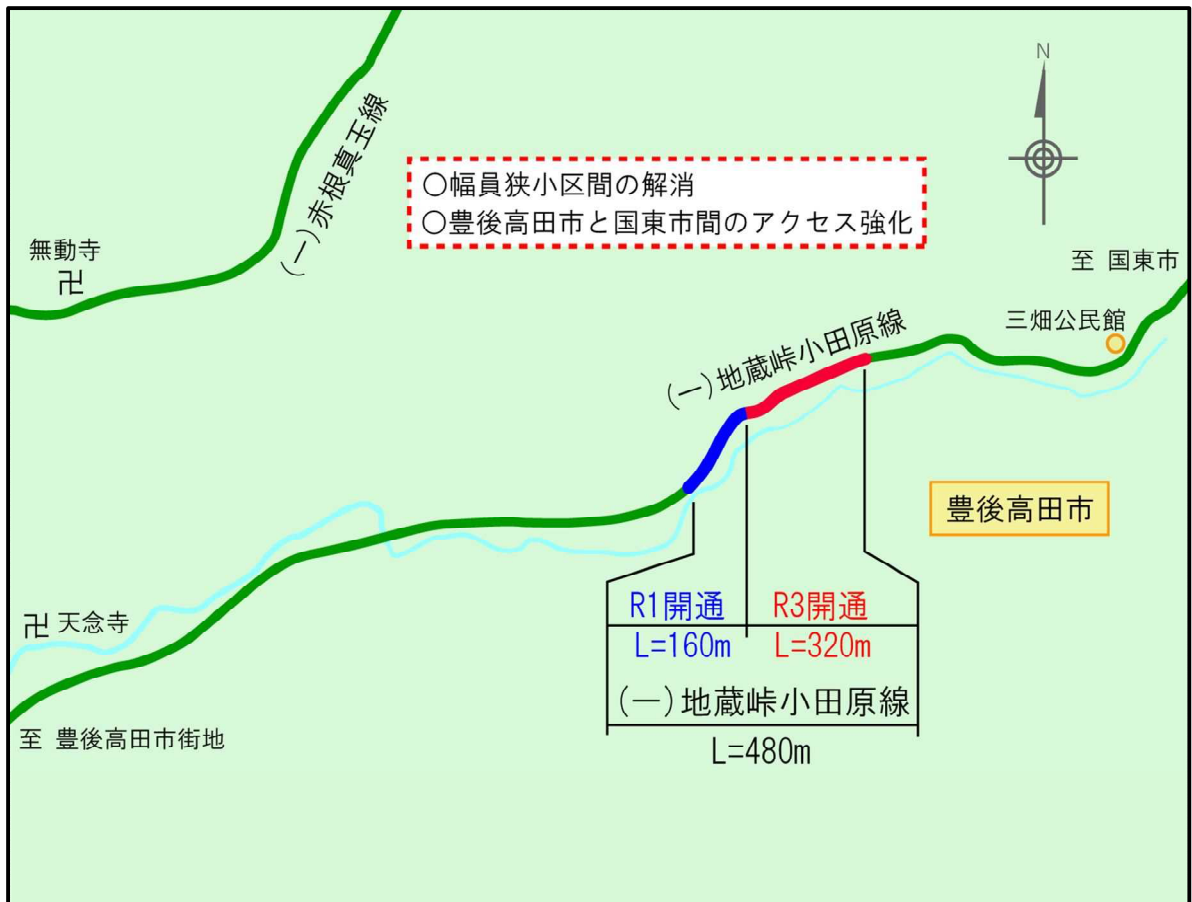 N
(一)赤根真玉線
○幅員狭小区間の解消
○豊後高田市と国東市間のアクセス強化
無動寺
卍
至 国東市
三畑公民館
(一)地蔵峠小田原線
豊後高田市
R1開通
R3開通
L=160m
L=320m
(一)地蔵峠小田原線
L=480m
卍 天念寺
至 豊後高田市街地